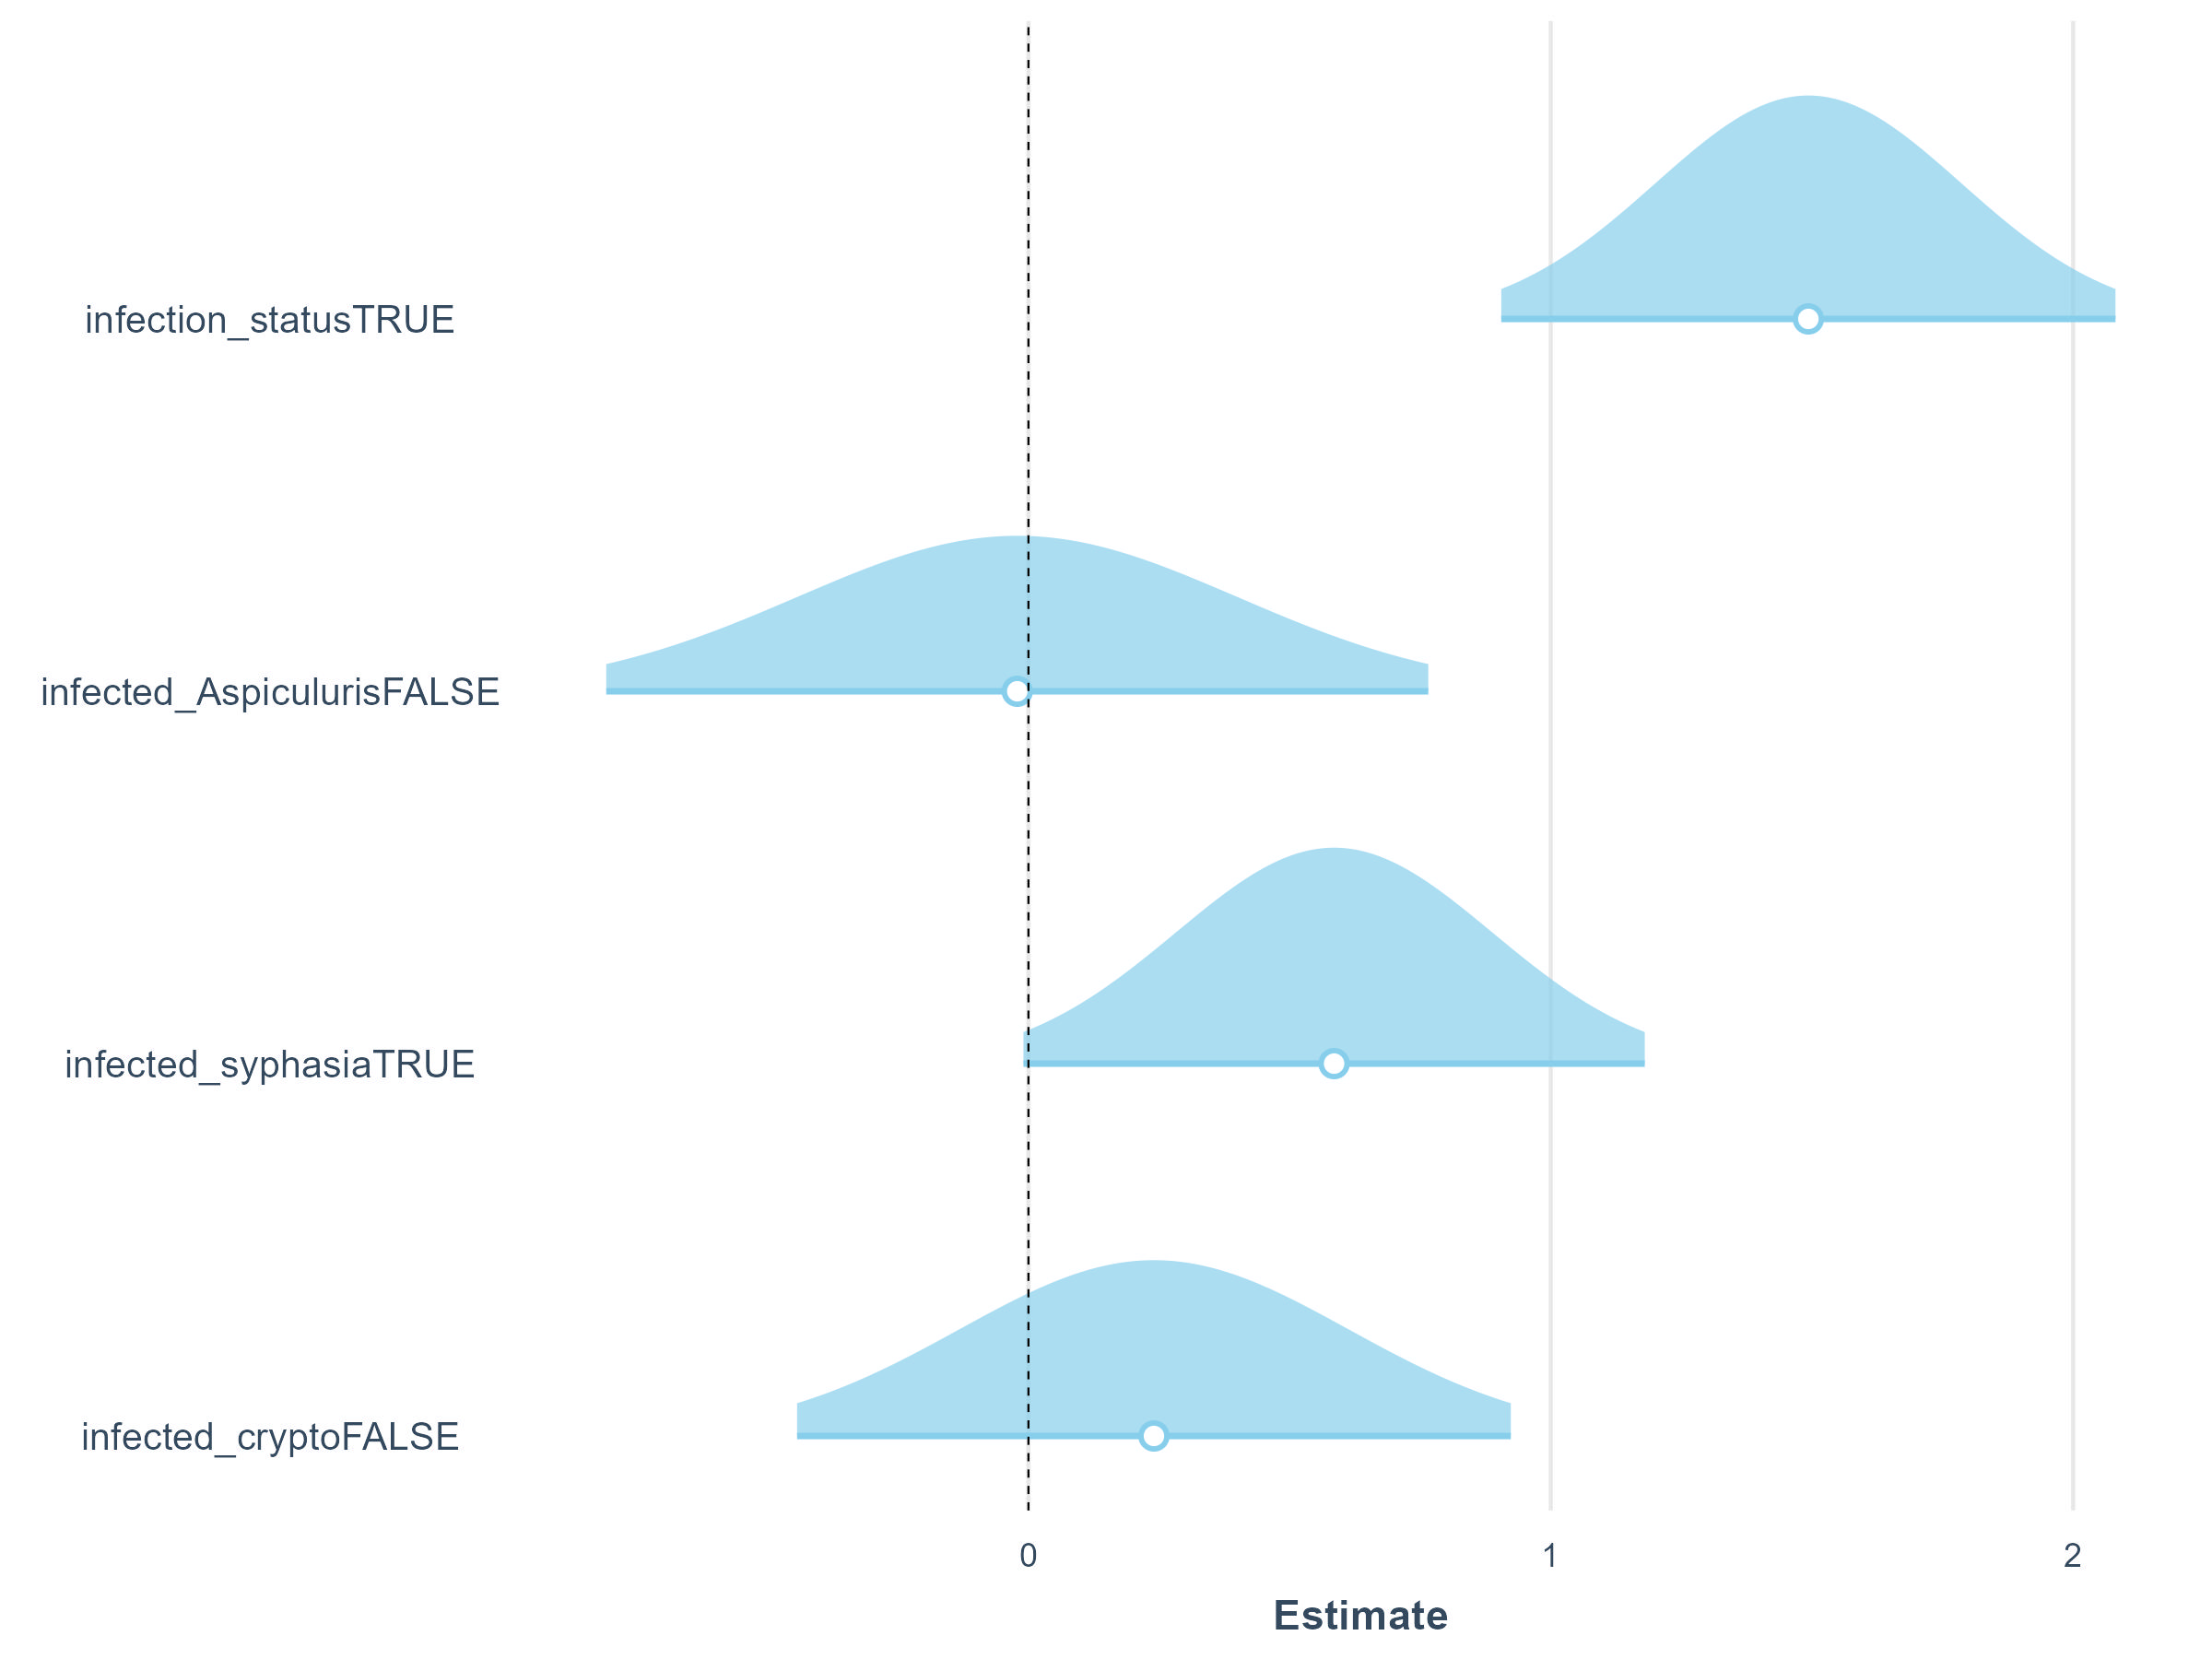 infection_statusTRUE
infected_AspiculurisFALSE
infected_syphasiaTRUE
infected_cryptoFALSE
0 1 2
Estimate